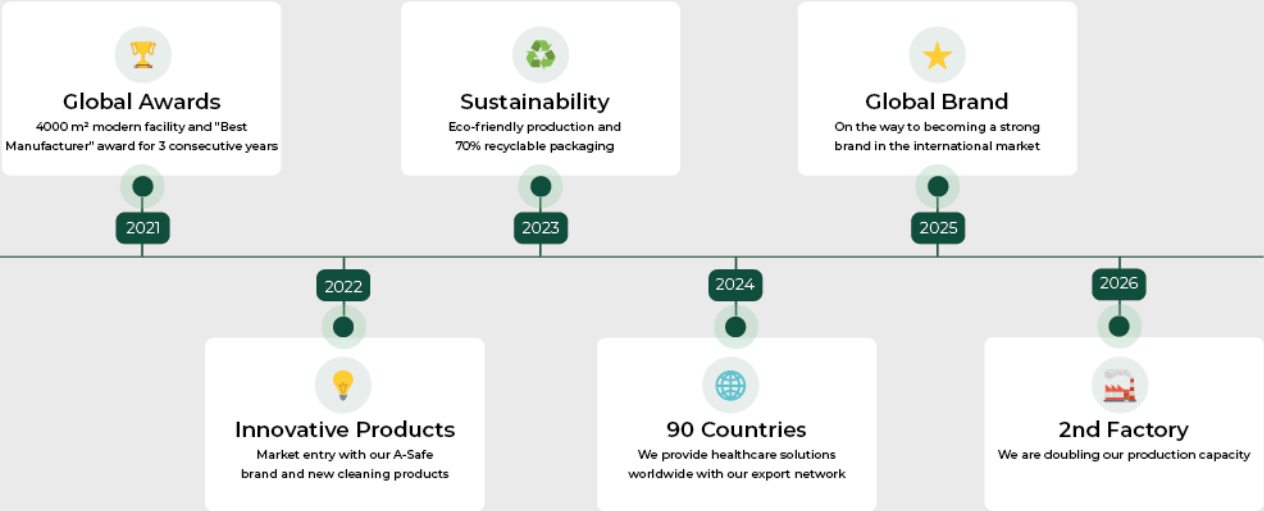 Global Awards
4000 m² modern facility and "Best
Manufacturer" award for 3 consecutive years
2021
Innovative Products
Market entry with our A-Safe
brand and new cleaning products
2022
Sustainability
Eco-friendly production and
70% recyclable packaging
2023
90 Countries
We provide healthcare solutions
worldwide with our export network
2024
Global Brand
On the way to becoming a strong
brand in the international market
2025
2nd Factory
We are doubling our production capacity
2026